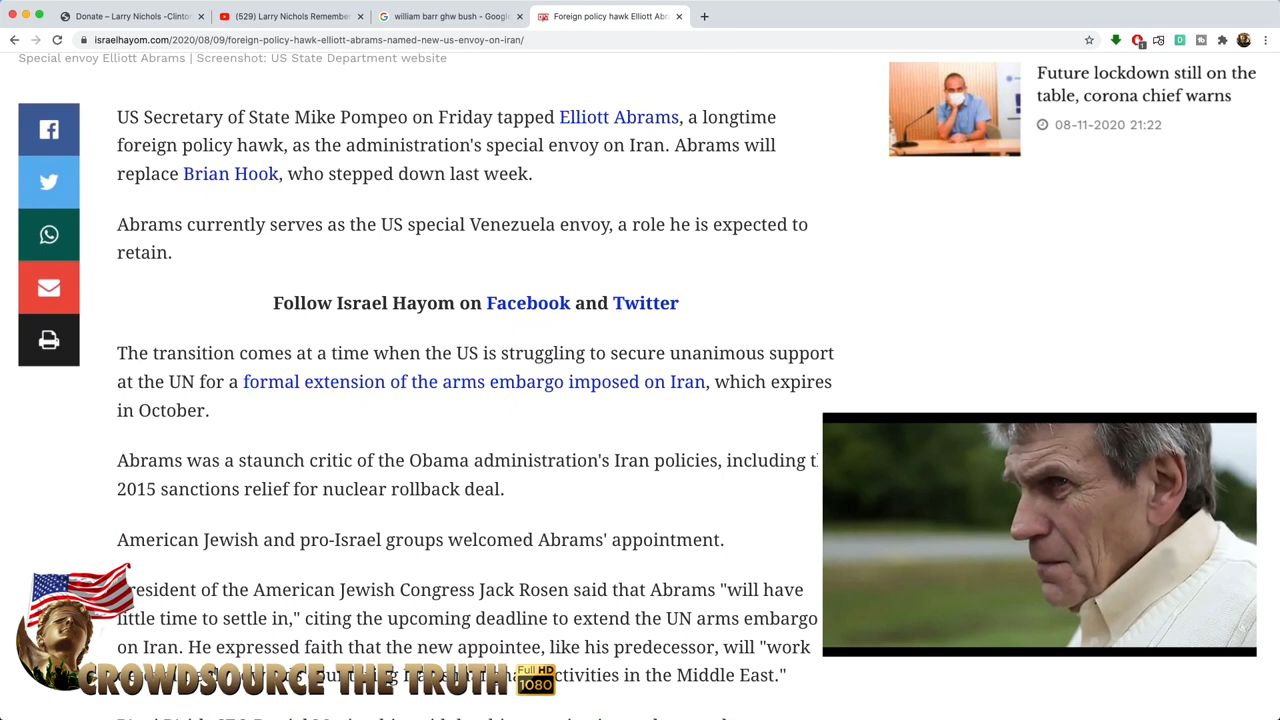 Donate – Larry Nichols -Clinton
(529) Larry Nichols Remember
william barr ghw bush - Google
Foreign policy hawk Elliott Abr
israelhayom.com/2020/08/09/foreign-policy-hawk-elliott-abrams-named-new-us-envoy-on-iran/
Special envoy Elliott Abrams | Screenshot: US State Department website
Future lockdown still on the
table, corona chief warns
08-11-2020 21:22
US Secretary of State Mike Pompeo on Friday tapped Elliott Abrams, a longtime
foreign policy hawk, as the administration's special envoy on Iran. Abrams will
replace Brian Hook, who stepped down last week.
Abrams currently serves as the US special Venezuela envoy, a role he is expected to
retain.
Follow Israel Hayom on Facebook and Twitter
The transition comes at a time when the US is struggling to secure unanimous support
at the UN for a formal extension of the arms embargo imposed on Iran, which expires
in October.
Abrams was a staunch critic of the Obama administration's Iran policies, including
2015 sanctions relief for nuclear rollback deal.
American Jewish and pro-Israel groups welcomed Abrams' appointment.
resident of the American Jewish Congress Jack Rosen said that Abrams "will have
little time to settle in," citing the upcoming deadline to extend the UN arms embargo
on Iran. He expressed faith that the new appointee, like his predecessor, will "work
activities in the Middle East."
CROWDSOURCE THE TRUTH
Full HD
1080